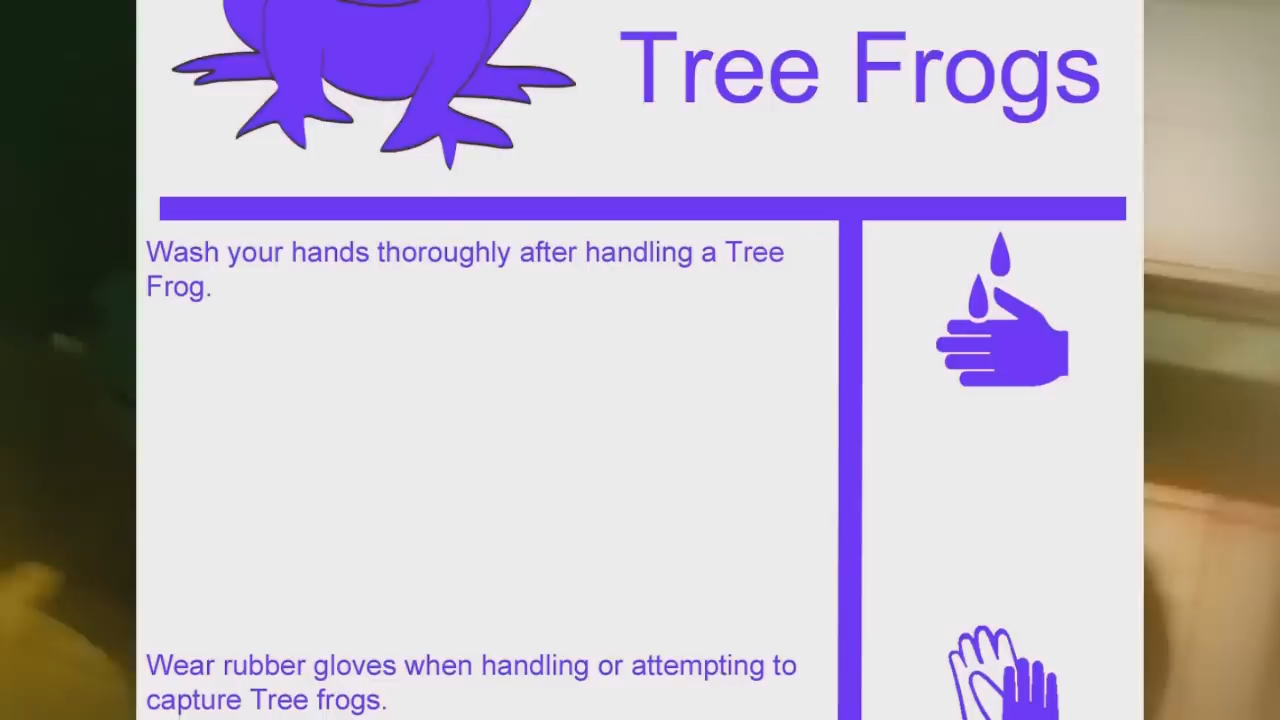 Tree Frogs
Wash your hands thoroughly after handling a Tree
Frog.
Wear rubber gloves when handling or attempting to
capture Tree frogs.